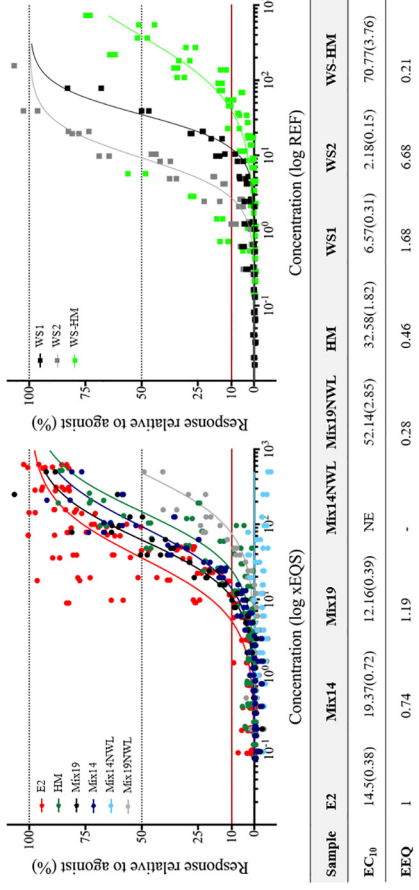 Response relative to agonist (%)
100
75
50
25
10
0
E2
HM
Mix19
Mix14
Mix14NWL
Mix19NWL
10-1
100
101
102
103
Concentration (log xEQS)
Response relative to agonist (%)
100
75
50
25
10
0
WS1
WS2
WS-HM
10-1
100
101
102
10
Concentration (log REF)
Sample E2 Mix14 Mix19 Mix14NWL Mix19NWL HM WS1 WS2 WS-HM
EC10 14.5(0.38) 19.37(0.72) 12.16(0.39) NE 52.14(2.85) 32.58(1.82) 6.57(0.31) 2.18(0.15) 70.77(3.76)
EEQ 1 0.74 1.19 - 0.28 0.46 1.68 6.68 0.21